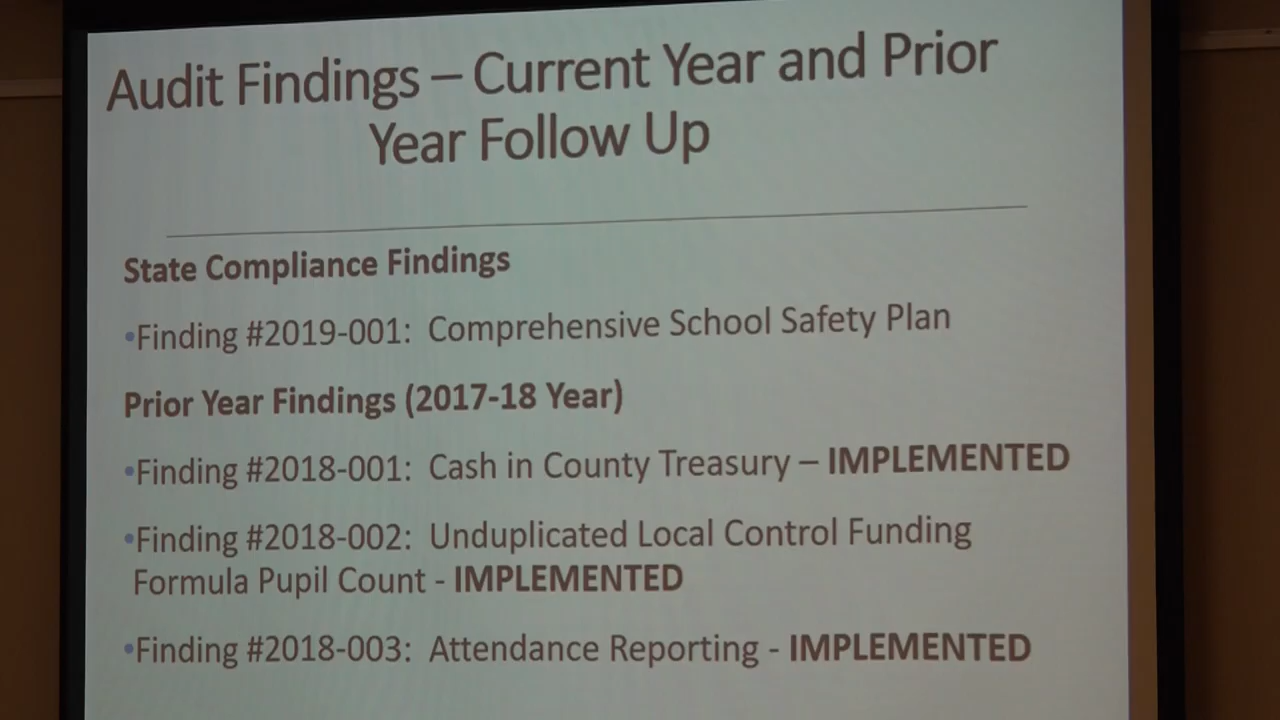 Audit Findings – Current Year and Prior
Year Follow Up
State Compliance Findings
•Finding #2019-001: Comprehensive School Safety Plan
Prior Year Findings (2017-18 Year)
•Finding #2018-001: Cash in County Treasury – IMPLEMENTED
•Finding #2018-002: Unduplicated Local Control Funding
Formula Pupil Count - IMPLEMENTED
•Finding #2018-003: Attendance Reporting - IMPLEMENTED